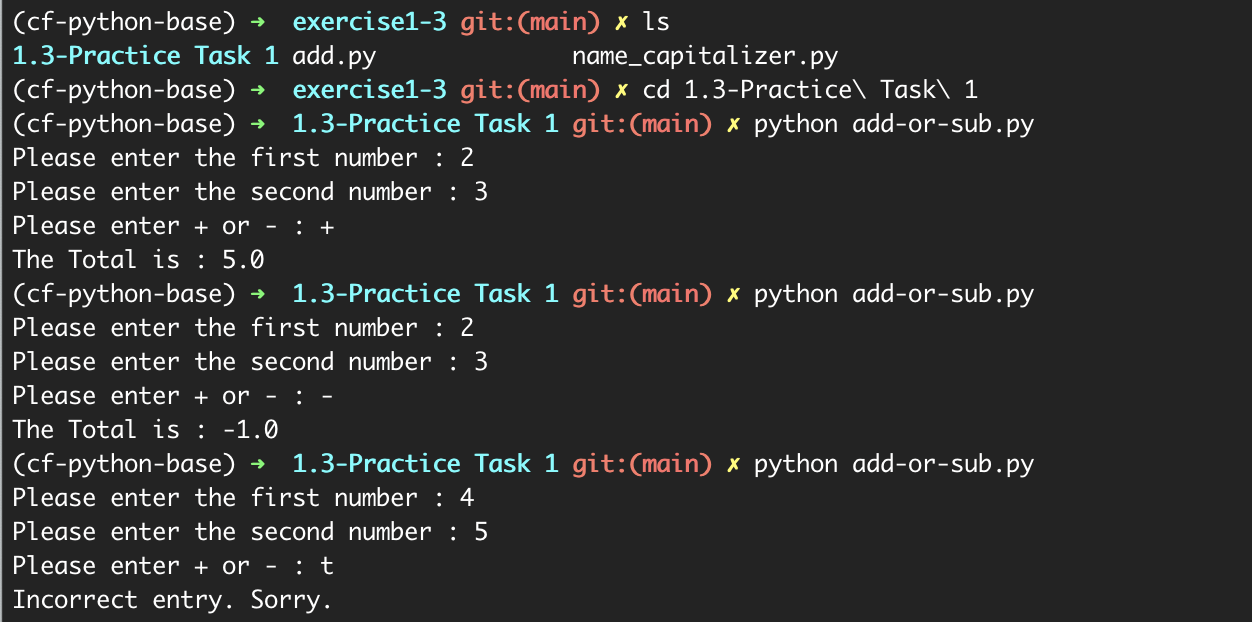 (cf-python-base) ➜  exercise1-3 git:(main) ✗ ls
1.3-Practice Task 1 add.py              name_capitalizer.py
(cf-python-base) ➜  exercise1-3 git:(main) ✗ cd 1.3-Practice\ Task\ 1
(cf-python-base) ➜  1.3-Practice Task 1 git:(main) ✗ python add-or-sub.py
Please enter the first number : 2
Please enter the second number : 3
Please enter + or - : +
The Total is : 5.0
(cf-python-base) ➜  1.3-Practice Task 1 git:(main) ✗ python add-or-sub.py
Please enter the first number : 2
Please enter the second number : 3
Please enter + or - : -
The Total is : -1.0
(cf-python-base) ➜  1.3-Practice Task 1 git:(main) ✗ python add-or-sub.py
Please enter the first number : 4
Please enter the second number : 5
Please enter + or - : t
Incorrect entry. Sorry.